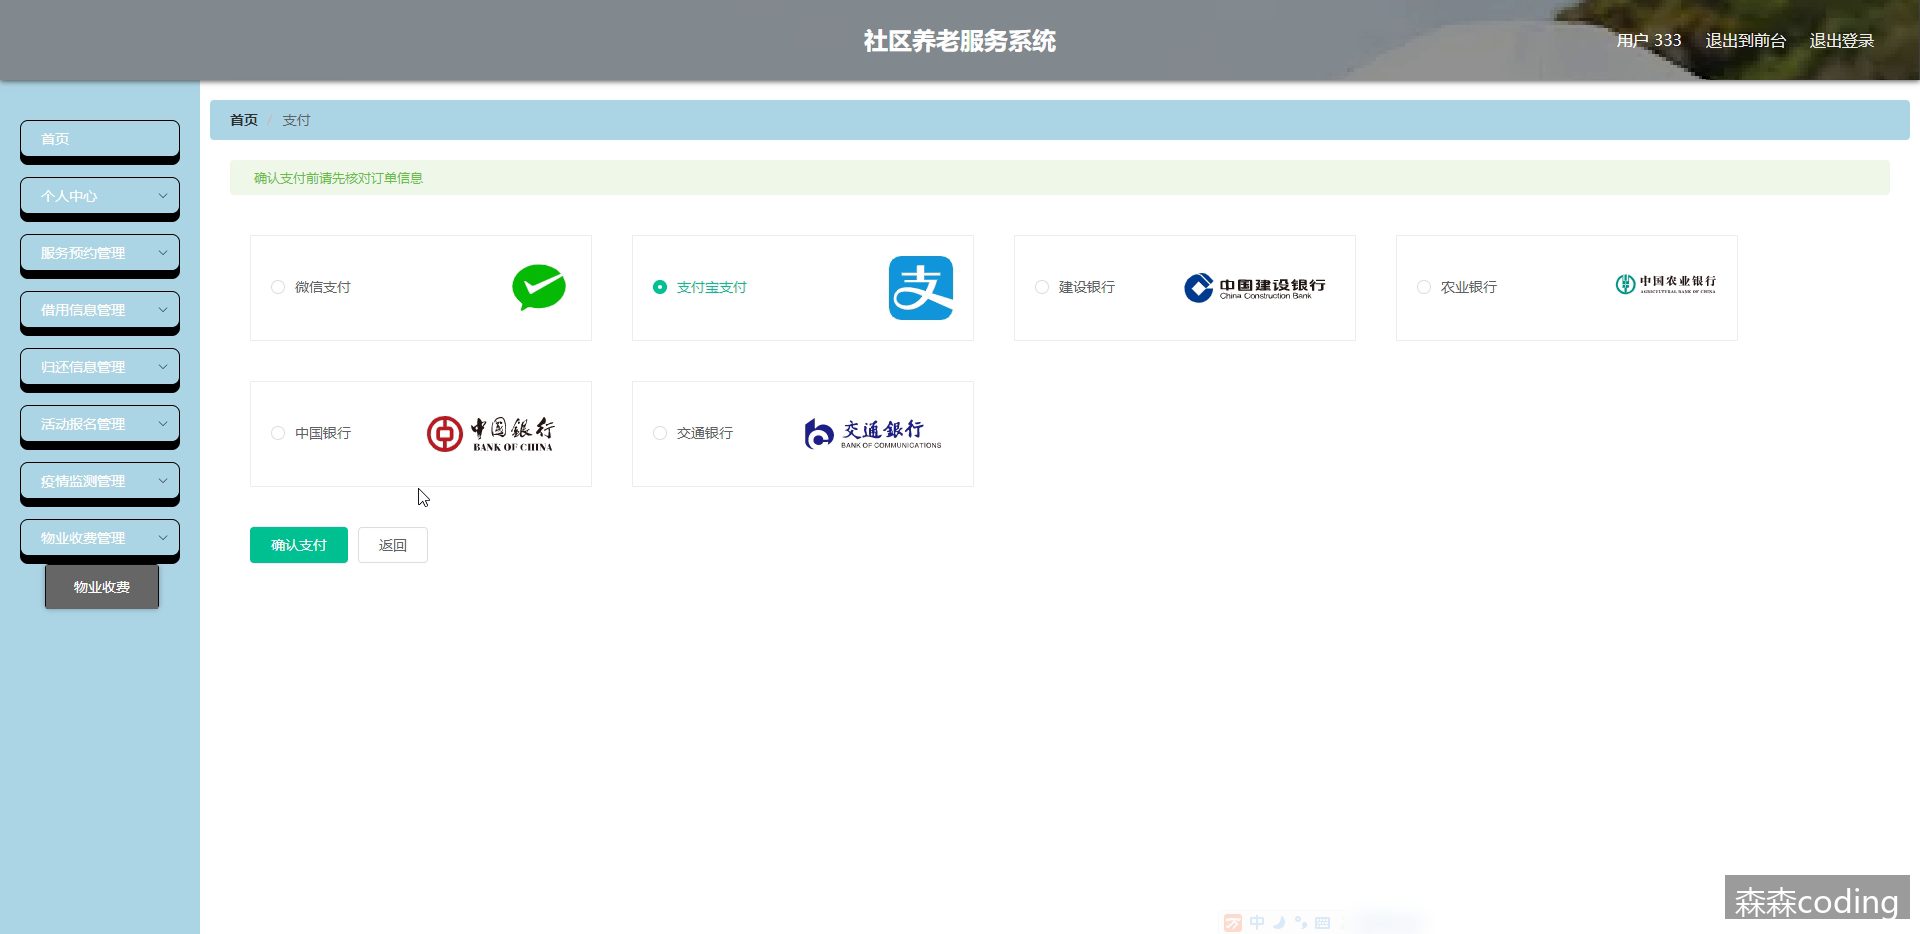 社区养老服务系统
用户 333
退出到前台
退出登录
首页
个人中心
服务预约管理
借用信息管理
归还信息管理
活动报名管理
疫情监测管理
物业收费管理
物业收费
首页 / 支付
确认支付前请先核对订单信息
微信支付
支付宝支付
支
建设银行
中国建设银行
China Construction Bank
农业银行
中国农业银行
AGRICULTURAL BANK OF CHINA
中国银行
中国銀行
BANK OF CHINA
交通银行
交通銀行
BANK OF COMMUNICATIONS
确认支付
返回
森森coding
中